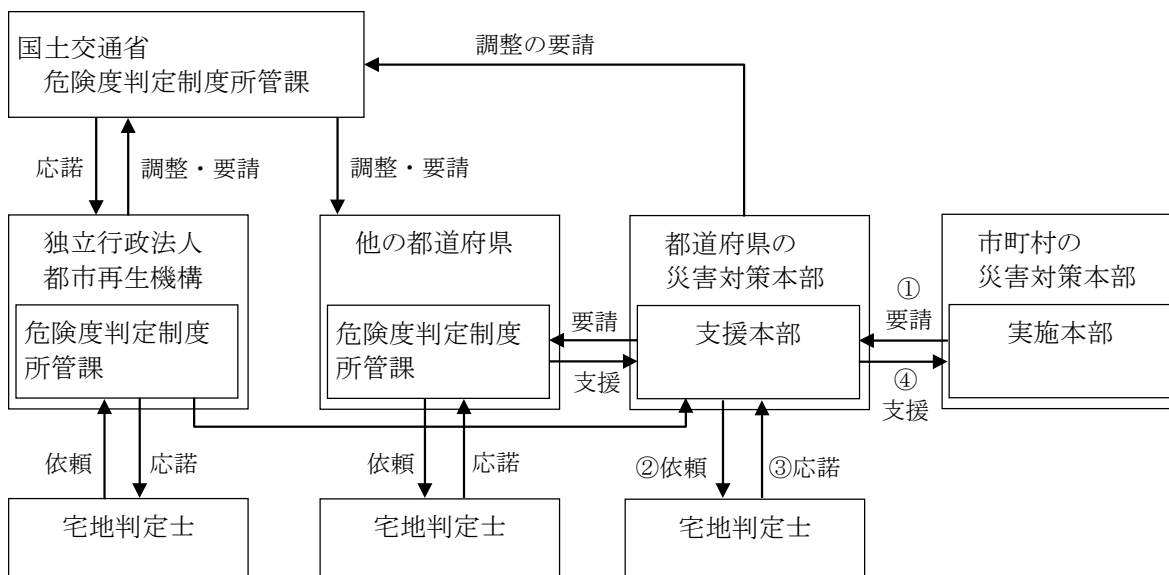 国土交通省
危険度判定制度所管課
調整の要請
応諾
調整・要請
調整・要請
独立行政法人
都市再生機構
危険度判定制度
所管課
他の都道府県
危険度判定制度
所管課
要請
支援
都道府県の
災害対策本部
支援本部
①
要請
④
支援
市町村の
災害対策本部
実施本部
依頼
応諾
依頼
応諾
②依頼
③応諾
宅地判定士
宅地判定士
宅地判定士